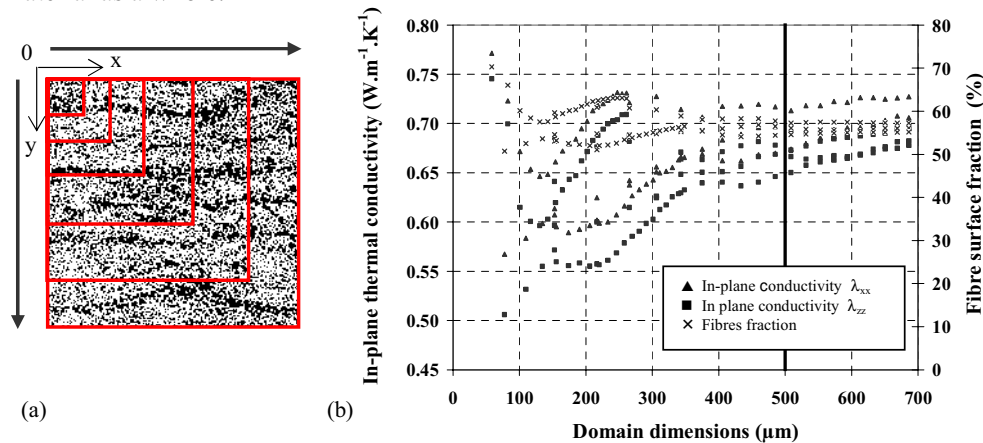 0
x
y
(a)
(b)
In-plane thermal conductivity (W.m-1.K-1)
0.80
0.75
0.70
0.65
0.60
0.55
0.50
0.45
80
70
60
50
40
30
20
10
0
Fibre surface fraction (%)
▲ In-plane conductivity λxx
■ In plane conductivity λzz
× Fibres fraction
0 100 200 300 400 500 600 700
Domain dimensions (µm)